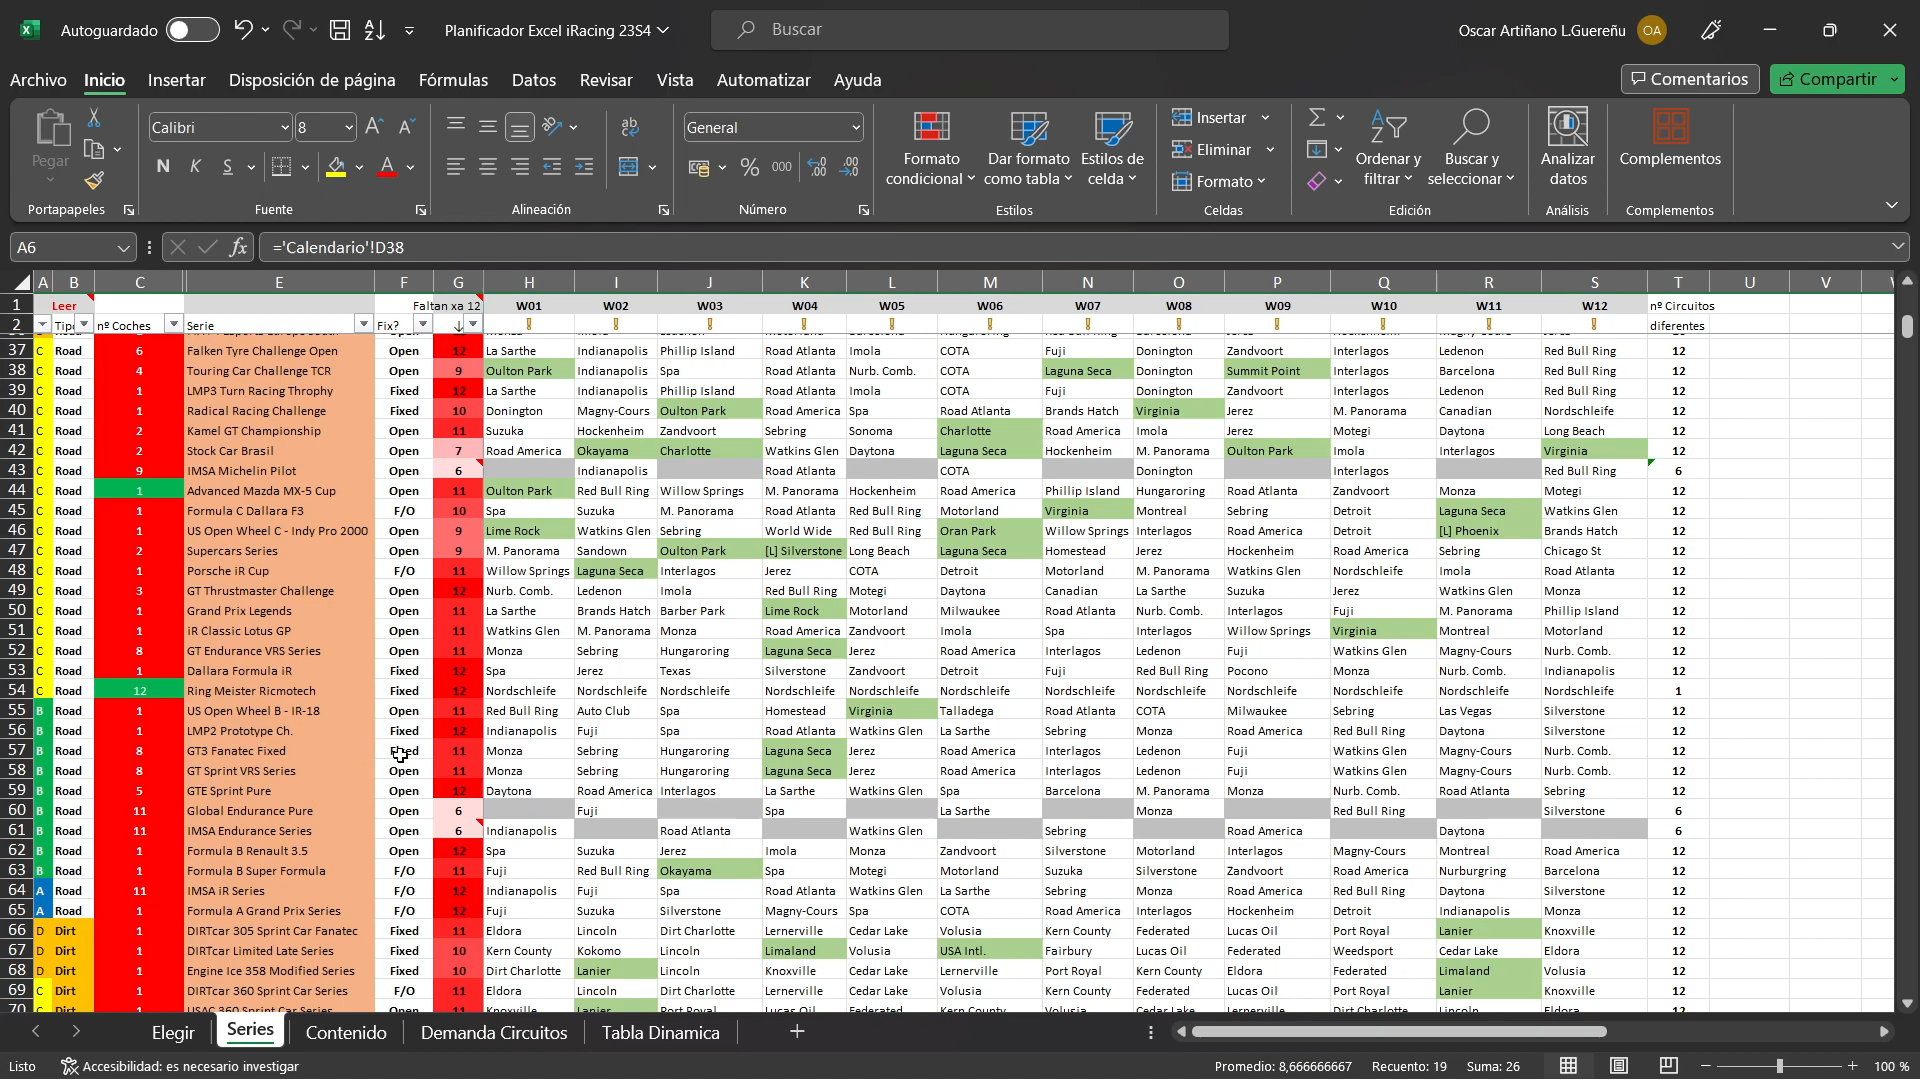 Autoguardado
Planificador Excel iRacing 23S4
Buscar
Oscar Artiñano L.Guereñu OA
Archivo Inicio Insertar Disposición de página Fórmulas Datos Revisar Vista Automatizar Ayuda Comentarios Compartir
Pegar
Portapapeles
Calibri 8
N K S
Fuente
Alineación
General
% 000
Número
Formato condicional
Dar formato como tabla
Estilos de celda
Estilos
Insertar
Eliminar
Formato
Celdas
Ordenar y filtrar
Buscar y seleccionar
Edición
Analizar datos
Análisis
Complementos
Complementos
A6 fx ='Calendario'!D38
A B C E F G H I J K L M N O P Q R S T U V
1 Leer Faltan xa 12 W01 W02 W03 W04 W05 W06 W07 W08 W09 W10 W11 W12 nº Circuitos
2 Tipo nº Coches Serie Fix? diferentes
37 C Road 6 Falken Tyre Challenge Open Open 12 La Sarthe Indianapolis Phillip Island Road Atlanta Imola COTA Fuji Donington Zandvoort Interlagos Ledenon Red Bull Ring 12
38 C Road 4 Touring Car Challenge TCR Open 9 Oulton Park Indianapolis Spa Road Atlanta Nurb. Comb. COTA Laguna Seca Donington Summit Point Interlagos Barcelona Red Bull Ring 12
39 C Road 1 LMP3 Turn Racing Throphy Fixed 12 La Sarthe Indianapolis Phillip Island Road Atlanta Imola COTA Fuji Donington Zandvoort Interlagos Ledenon Red Bull Ring 12
40 C Road 1 Radical Racing Challenge Fixed 10 Donington Magny-Cours Oulton Park Road America Spa Road Atlanta Brands Hatch Virginia Jerez M. Panorama Canadian Nordschleife 12
41 C Road 2 Kamel GT Championship Open 11 Suzuka Hockenheim Zandvoort Sebring Sonoma Charlotte Road America Imola Jerez Motegi Daytona Long Beach 12
42 C Road 2 Stock Car Brasil Open 7 Road America Okayama Charlotte Watkins Glen Daytona Laguna Seca Hockenheim M. Panorama Oulton Park Imola Interlagos Virginia 12
43 C Road 9 IMSA Michelin Pilot Open 6 Indianapolis Road Atlanta COTA Donington Interlagos Red Bull Ring 6
44 C Road 1 Advanced Mazda MX-5 Cup Open 11 Oulton Park Red Bull Ring Willow Springs M. Panorama Hockenheim Road America Phillip Island Hungaroring Road Atlanta Zandvoort Monza Motegi 12
45 C Road 1 Formula C Dallara F3 F/O 10 Spa Suzuka M. Panorama Road Atlanta Red Bull Ring Motorland Virginia Montreal Sebring Detroit Laguna Seca Watkins Glen 12
46 C Road 1 US Open Wheel C - Indy Pro 2000 Open 9 Lime Rock Watkins Glen Sebring World Wide Red Bull Ring Oran Park Willow Springs Interlagos Road America Detroit [L] Phoenix Brands Hatch 12
47 C Road 2 Supercars Series Open 9 M. Panorama Sandown Oulton Park [L] Silverstone Long Beach Laguna Seca Homestead Jerez Hockenheim Road America Sebring Chicago St 12
48 C Road 1 Porsche iR Cup F/O 11 Willow Springs Laguna Seca Interlagos Jerez COTA Detroit Motorland M. Panorama Watkins Glen Nordschleife Imola Road Atlanta 12
49 C Road 3 GT Thrustmaster Challenge Open 12 Nurb. Comb. Ledenon Imola Red Bull Ring Motegi Daytona Canadian La Sarthe Suzuka Jerez Watkins Glen Monza 12
50 C Road 1 Grand Prix Legends Open 11 La Sarthe Brands Hatch Barber Park Lime Rock Motorland Milwaukee Road Atlanta Nurb. Comb. Interlagos Fuji M. Panorama Phillip Island 12
51 C Road 1 iR Classic Lotus GP Open 11 Watkins Glen M. Panorama Monza Road America Zandvoort Imola Spa Interlagos Willow Springs Virginia Montreal Motorland 12
52 C Road 8 GT Endurance VRS Series Open 11 Monza Sebring Hungaroring Laguna Seca Jerez Road America Interlagos Ledenon Fuji Watkins Glen Magny-Cours Nurb. Comb. 12
53 C Road 1 Dallara Formula iR Fixed 12 Spa Jerez Texas Silverstone Zandvoort Detroit Fuji Red Bull Ring Pocono Monza Nurb. Comb. Indianapolis 12
54 C Road 12 Ring Meister Ricmotech Fixed 12 Nordschleife Nordschleife Nordschleife Nordschleife Nordschleife Nordschleife Nordschleife Nordschleife Nordschleife Nordschleife Nordschleife Nordschleife 1
55 B Road 1 US Open Wheel B - IR-18 Open 11 Red Bull Ring Auto Club Spa Homestead Virginia Talladega Road Atlanta COTA Milwaukee Sebring Las Vegas Silverstone 12
56 B Road 1 LMP2 Prototype Ch. Fixed 12 Indianapolis Fuji Spa Road Atlanta Watkins Glen La Sarthe Sebring Monza Road America Red Bull Ring Daytona Silverstone 12
57 B Road 8 GT3 Fanatec Fixed 11 Monza Sebring Hungaroring Laguna Seca Jerez Road America Interlagos Ledenon Fuji Watkins Glen Magny-Cours Nurb. Comb. 12
58 B Road 8 GT Sprint VRS Series Open 11 Monza Sebring Hungaroring Laguna Seca Jerez Road America Interlagos Ledenon Fuji Watkins Glen Magny-Cours Nurb. Comb. 12
59 B Road 5 GTE Sprint Pure Open 12 Daytona Road America Interlagos La Sarthe Watkins Glen Spa Barcelona M. Panorama Monza Nurb. Comb. Road Atlanta Sebring 12
60 B Road 11 Global Endurance Pure Open 6 Fuji Spa La Sarthe Monza Red Bull Ring Silverstone 6
61 B Road 11 IMSA Endurance Series Open 6 Indianapolis Road Atlanta Watkins Glen Sebring Road America Daytona 6
62 B Road 1 Formula B Renault 3.5 Open 12 Spa Suzuka Jerez Imola Monza Zandvoort Silverstone Motorland Interlagos Magny-Cours Montreal Road America 12
63 B Road 1 Formula B Super Formula F/O 11 Fuji Red Bull Ring Okayama Spa Motegi Motorland Suzuka Silverstone Zandvoort Road America Nurburgring Barcelona 12
64 A Road 11 IMSA iR Series F/O 12 Indianapolis Fuji Spa Road Atlanta Watkins Glen La Sarthe Sebring Monza Road America Red Bull Ring Daytona Silverstone 12
65 A Road 1 Formula A Grand Prix Series F/O 12 Fuji Suzuka Silverstone Magny-Cours Spa COTA Road America Interlagos Hockenheim Detroit Indianapolis Monza 12
66 D Dirt 1 DIRTcar 305 Sprint Car Fanatec Fixed 11 Eldora Lincoln Dirt Charlotte Lernerville Cedar Lake Volusia Kern County Federated Lucas Oil Port Royal Lanier Knoxville 12
67 D Dirt 1 DIRTcar Limited Late Series Fixed 10 Kern County Kokomo Lincoln Limaland Volusia USA Intl. Fairbury Lucas Oil Federated Weedsport Cedar Lake Eldora 12
68 D Dirt 1 Engine Ice 358 Modified Series Fixed 10 Dirt Charlotte Lanier Lincoln Knoxville Cedar Lake Lernerville Port Royal Kern County Eldora Federated Limaland Volusia 12
69 C Dirt 1 DIRTcar 360 Sprint Car Series F/O 11 Eldora Lincoln Dirt Charlotte Lernerville Cedar Lake Volusia Kern County Federated Lucas Oil Port Royal Lanier Knoxville 12
70 C Dirt 1 USAC 360 Sprint Car Series Open 11 Knoxville Lanier Port Royal Lucas Oil Federated Kern County Volusia Cedar Lake Lernerville Dirt Charlotte Lincoln Eldora 12
Elegir Series Contenido Demanda Circuitos Tabla Dinamica
Listo Accesibilidad: es necesario investigar Promedio: 8,666666667 Recuento: 19 Suma: 26 100 %